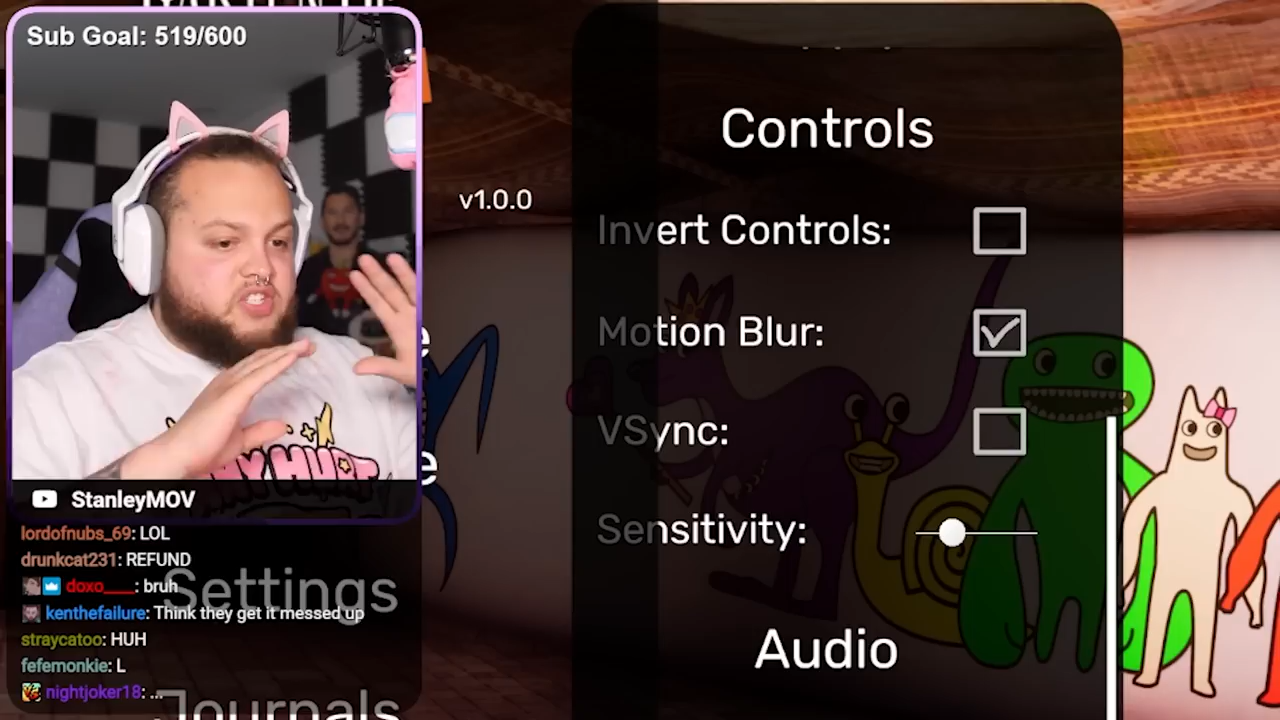 Sub Goal: 519/600
v1.0.0
StanleyMOV
lordofnubs_69: LOL
drunkcat231: REFUND
doxo____: bruh
kenthefailure: Think they get it messed up
straycatoo: HUH
fefemonkie: L
nightjoker18: ...
Settings
Journals
Controls
Invert Controls:
Motion Blur:
VSync:
Sensitivity:
Audio